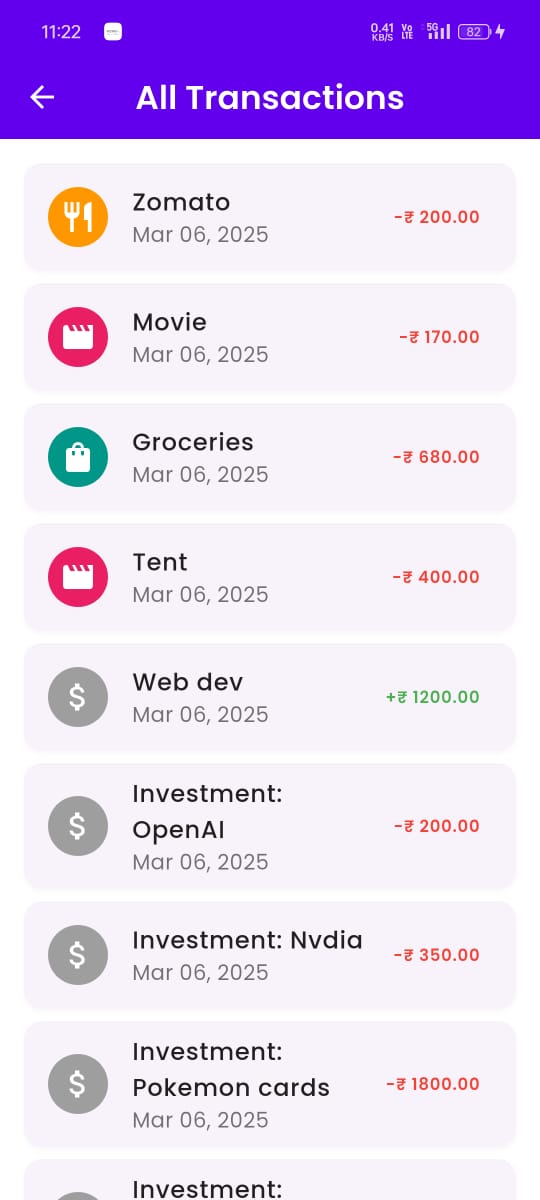 11:22 0.41 KB/S Vo LTE 5G 82
All Transactions
Zomato
Mar 06, 2025
-₹ 200.00
Movie
Mar 06, 2025
-₹ 170.00
Groceries
Mar 06, 2025
-₹ 680.00
Tent
Mar 06, 2025
-₹ 400.00
Web dev
Mar 06, 2025
+₹ 1200.00
Investment:
OpenAI
Mar 06, 2025
-₹ 200.00
Investment: Nvdia
Mar 06, 2025
-₹ 350.00
Investment:
Pokemon cards
Mar 06, 2025
-₹ 1800.00
Investment: